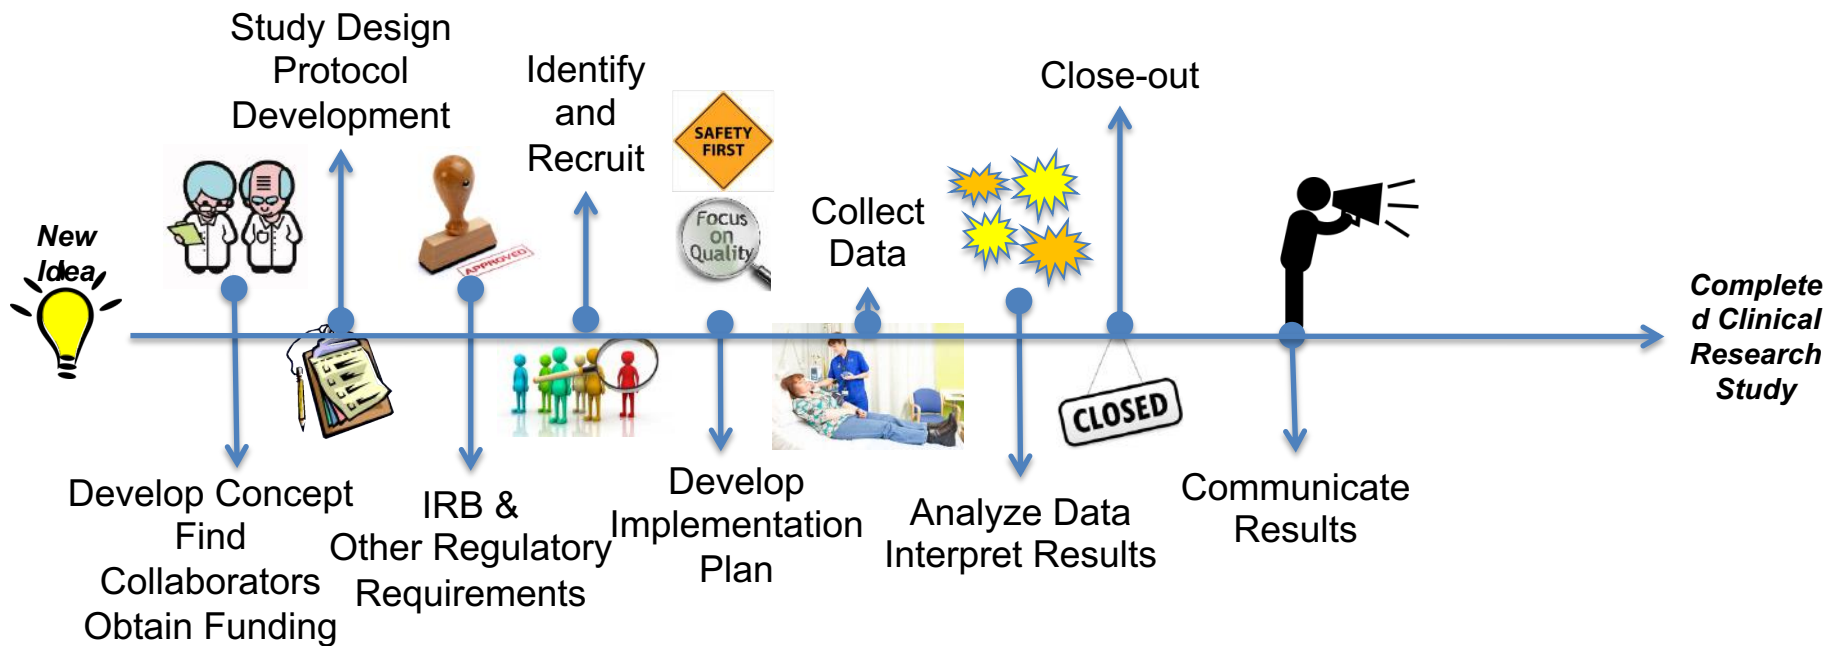 New
Idea
Develop Concept
Find
Collaborators
Obtain Funding
Study Design
Protocol
Development
IRB &
Other Regulatory
Requirements
APPROVED
Identify
and
Recruit
SAFETY
FIRST
Focus
on
Quality
Develop
Implementation
Plan
Collect
Data
Analyze Data
Interpret Results
Close-out
CLOSED
Communicate
Results
Complete
d Clinical
Research
Study